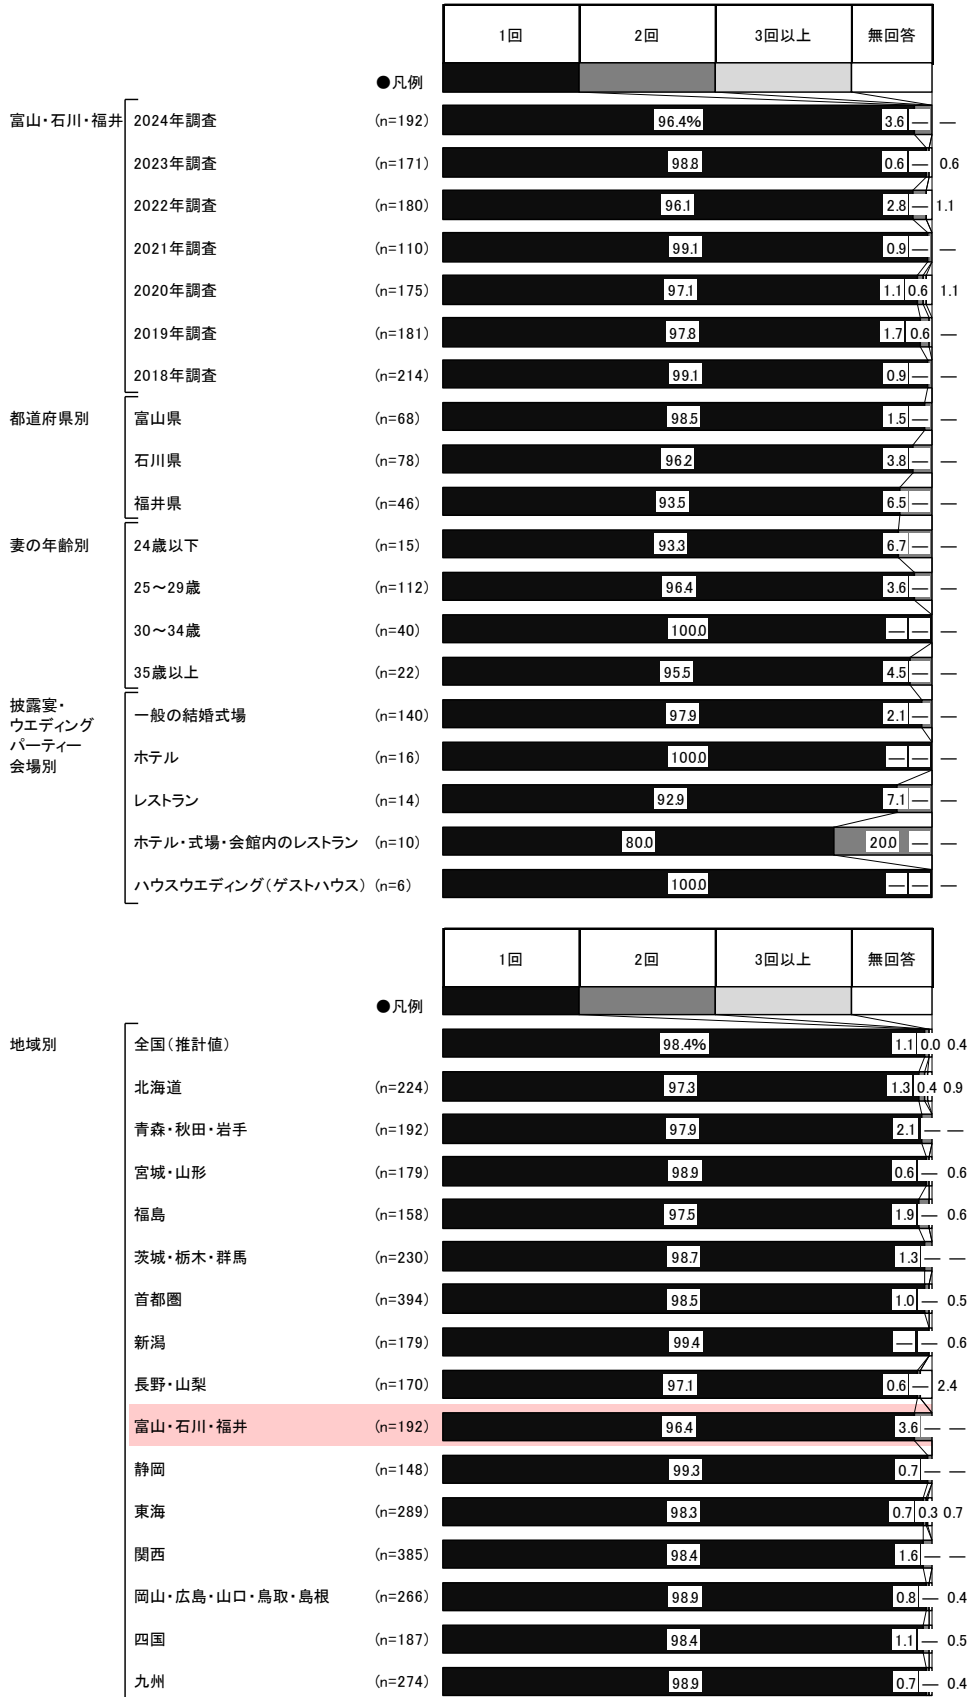 1回 2回 3回以上 無回答
●凡例
富山・石川・福井 2024年調査 (n=192) 96.4% 3.6 — —
2023年調査 (n=171) 98.8 0.6 — 0.6
2022年調査 (n=180) 96.1 2.8 — 1.1
2021年調査 (n=110) 99.1 0.9 — —
2020年調査 (n=175) 97.1 1.1 0.6 1.1
2019年調査 (n=181) 97.8 1.7 0.6 —
2018年調査 (n=214) 99.1 0.9 — —
都道府県別 富山県 (n=68) 98.5 1.5 — —
石川県 (n=78) 96.2 3.8 — —
福井県 (n=46) 93.5 6.5 — —
妻の年齢別 24歳以下 (n=15) 93.3 6.7 — —
25～29歳 (n=112) 96.4 3.6 — —
30～34歳 (n=40) 100.0 — — —
35歳以上 (n=22) 95.5 4.5 — —
披露宴・
ウエディング
パーティー
会場別
一般の結婚式場 (n=140) 97.9 2.1 — —
ホテル (n=16) 100.0 — — —
レストラン (n=14) 92.9 7.1 — —
ホテル・式場・会館内のレストラン (n=10) 80.0 20.0 — —
ハウスウエディング（ゲストハウス） (n=6) 100.0 — — —
1回 2回 3回以上 無回答
●凡例
地域別 全国（推計値） 98.4% 1.1 0.0 0.4
北海道 (n=224) 97.3 1.3 0.4 0.9
青森・秋田・岩手 (n=192) 97.9 2.1 — —
宮城・山形 (n=179) 98.9 0.6 — 0.6
福島 (n=158) 97.5 1.9 — 0.6
茨城・栃木・群馬 (n=230) 98.7 1.3 — —
首都圏 (n=394) 98.5 1.0 — 0.5
新潟 (n=179) 99.4 — — 0.6
長野・山梨 (n=170) 97.1 0.6 — 2.4
富山・石川・福井 (n=192) 96.4 3.6 — —
静岡 (n=148) 99.3 0.7 — —
東海 (n=289) 98.3 0.7 0.3 0.7
関西 (n=385) 98.4 1.6 — —
岡山・広島・山口・鳥取・島根 (n=266) 98.9 0.8 — 0.4
四国 (n=187) 98.4 1.1 — 0.5
九州 (n=274) 98.9 0.7 — 0.4